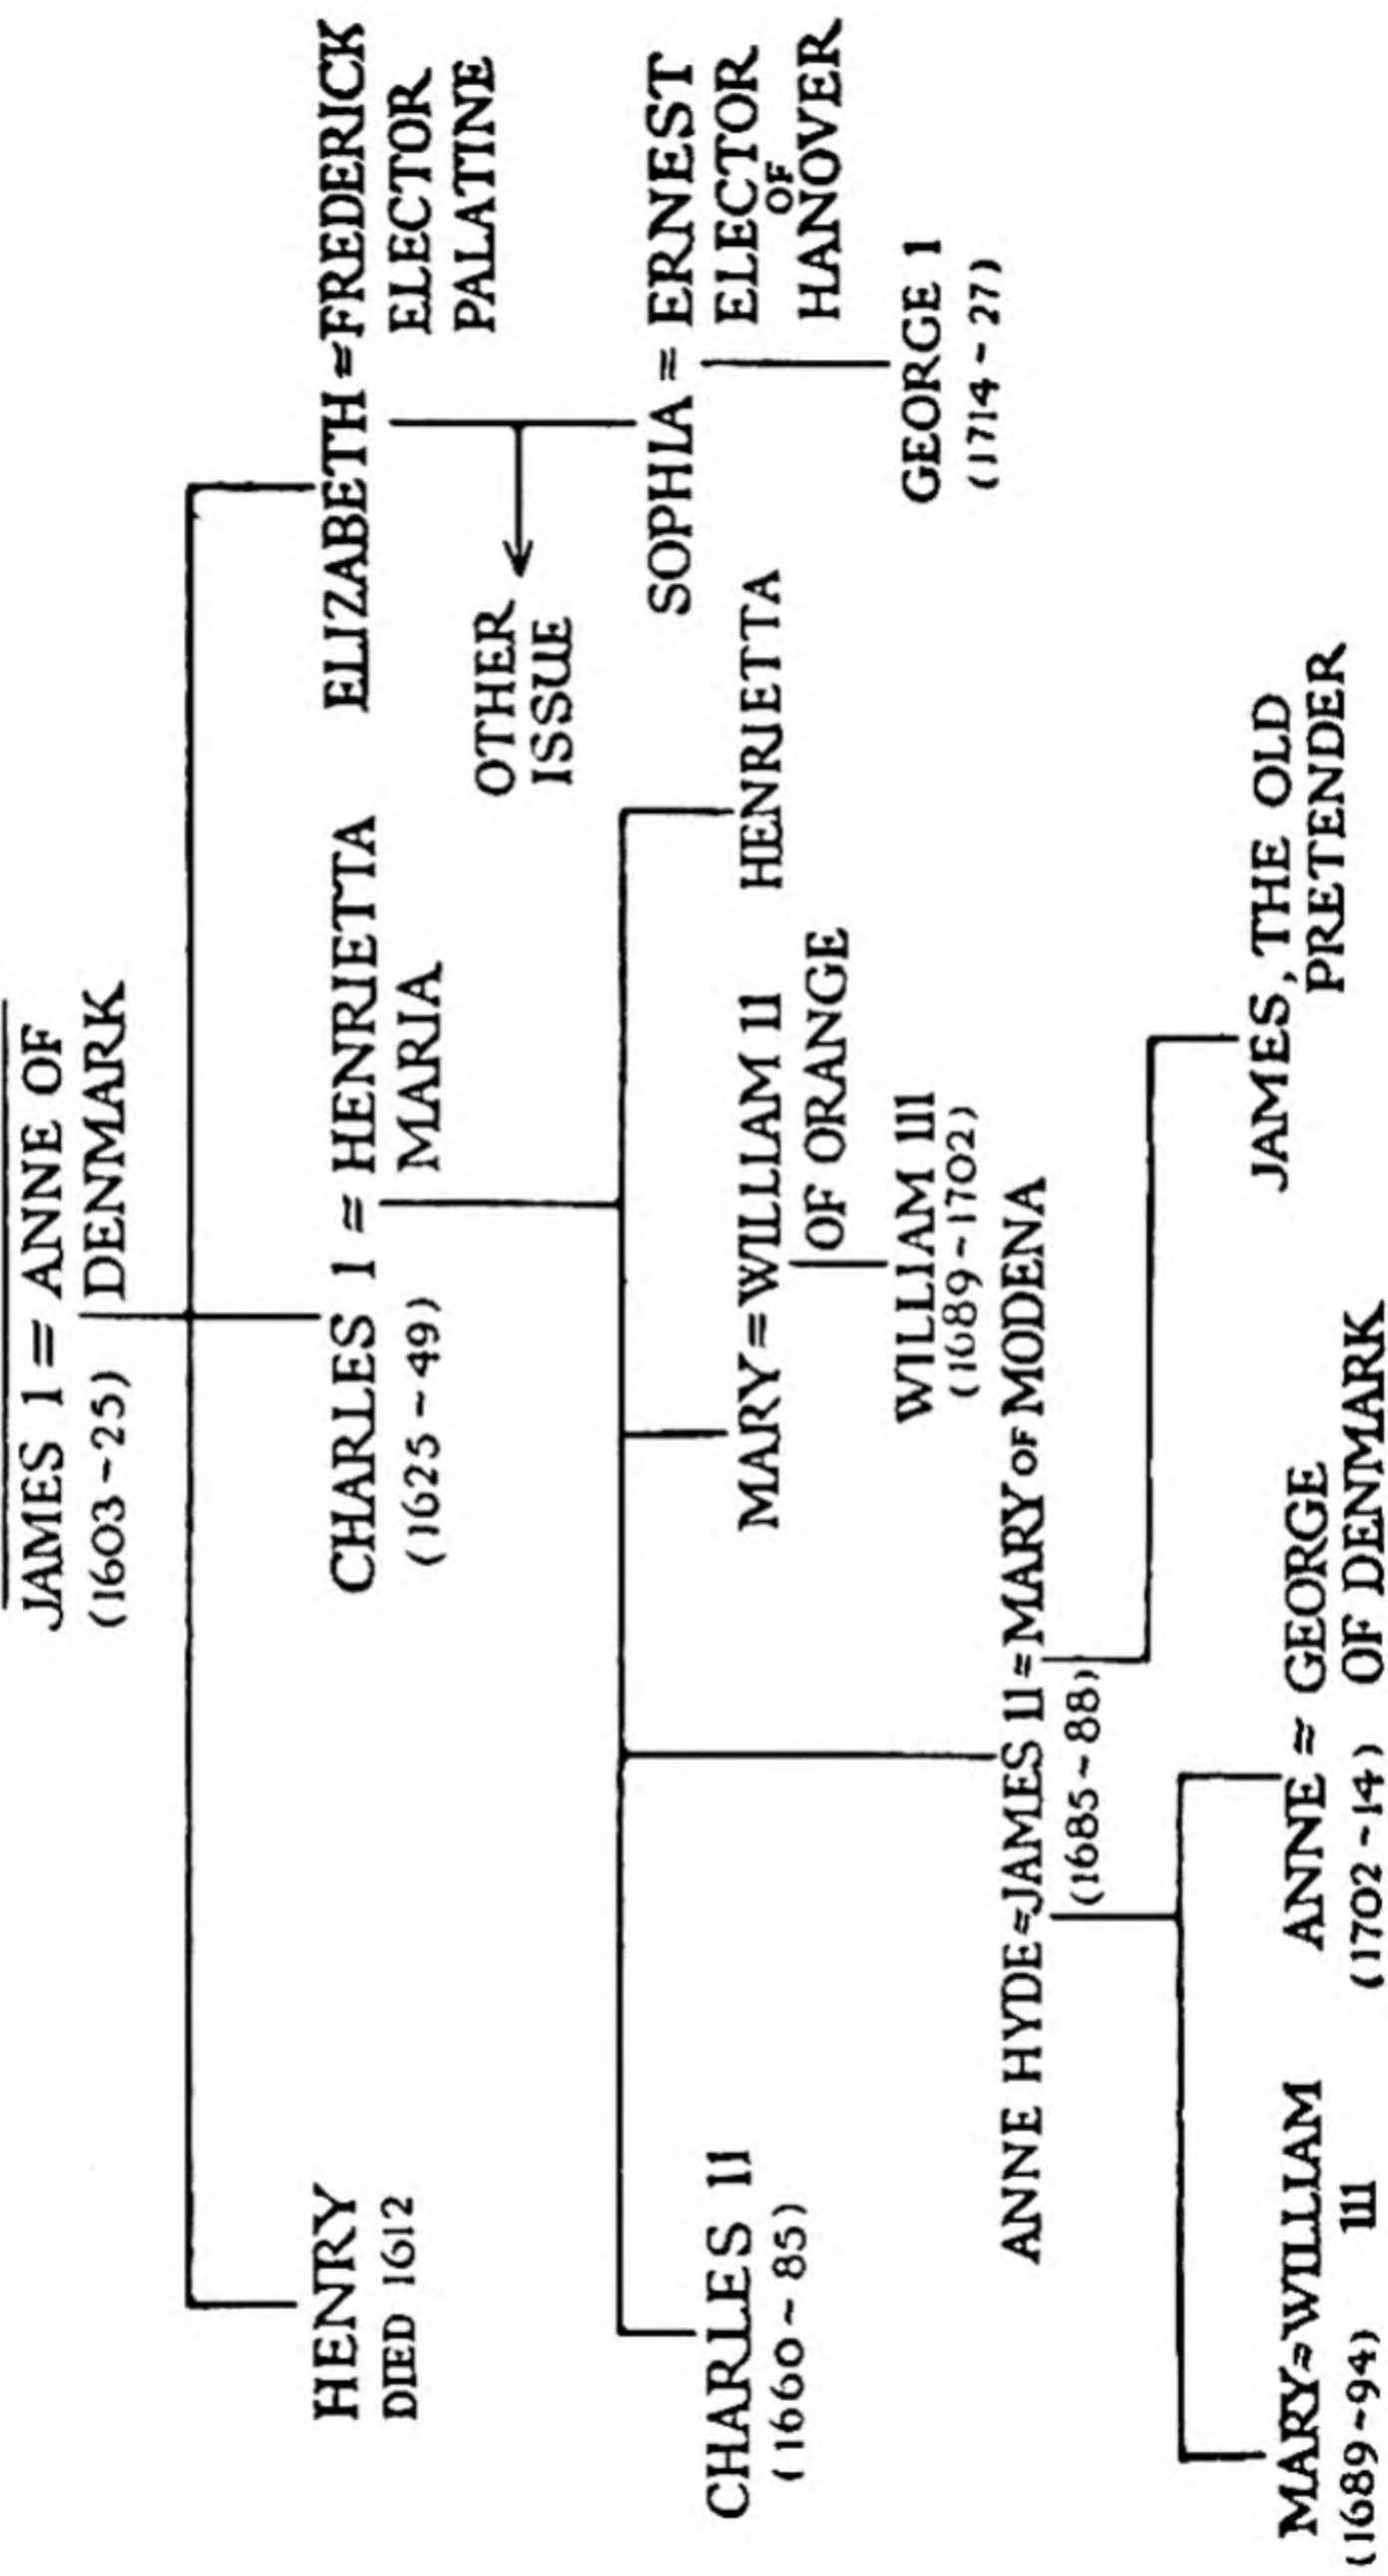 JAMES I = ANNE OF
(1603-25) DENMARK
HENRY
DIED 1612
CHARLES I = HENRIETTA
(1625-49) MARIA
ELIZABETH = FREDERICK
ELECTOR
PALATINE
OTHER
ISSUE
CHARLES II
(1660-85)
MARY = WILLIAM II
OF ORANGE
HENRIETTA
SOPHIA = ERNEST
ELECTOR
OF
HANOVER
WILLIAM III
(1689-1702)
GEORGE I
(1714-27)
ANNE HYDE = JAMES II = MARY OF MODENA
(1685-88)
MARY = WILLIAM
(1689-94) III
ANNE = GEORGE
(1702-14) OF DENMARK
JAMES, THE OLD
PRETENDER